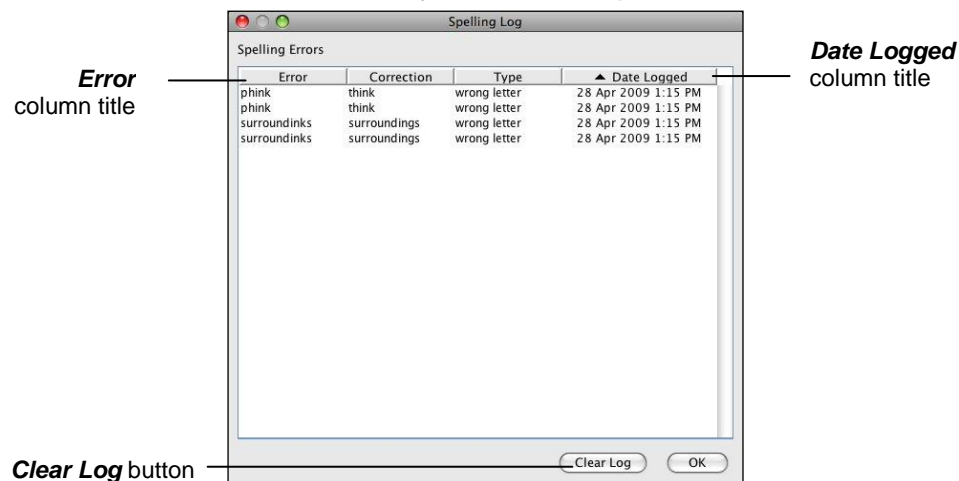 Spelling Log
Spelling Errors
Error Correction Type ▲ Date Logged
phink think wrong letter 28 Apr 2009 1:15 PM
phink think wrong letter 28 Apr 2009 1:15 PM
surroundinks surroundings wrong letter 28 Apr 2009 1:15 PM
surroundinks surroundings wrong letter 28 Apr 2009 1:15 PM
Error
column title
Date Logged
column title
Clear Log button
Clear Log OK